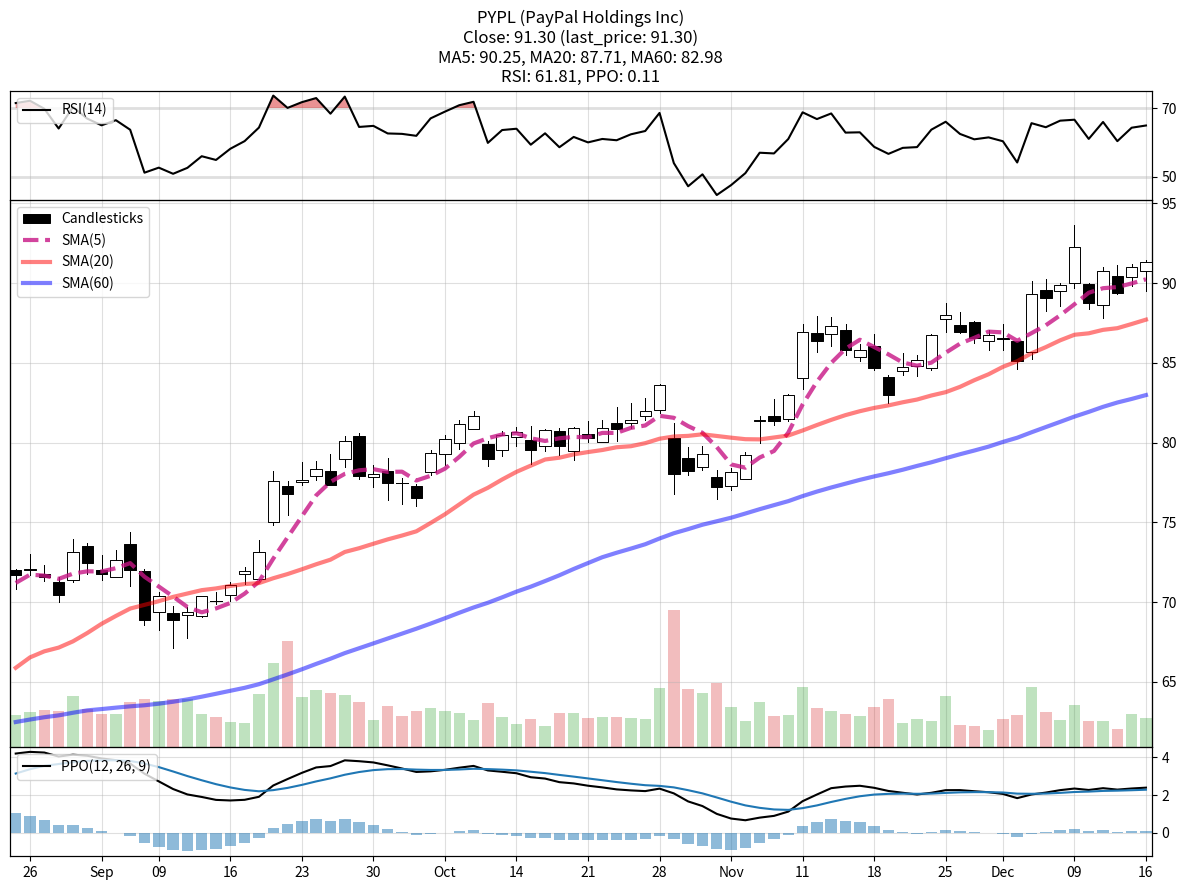 PYPL (PayPal Holdings Inc)
Close: 91.30 (last_price: 91.30)
MA5: 90.25, MA20: 87.71, MA60: 82.98
RSI: 61.81, PPO: 0.11
RSI(14)
70
50
Candlesticks
SMA(5)
SMA(20)
SMA(60)
95
90
85
80
75
70
65
PPO(12, 26, 9)
4
2
0
26 Sep 09 16 23 30 Oct 14 21 28 Nov 11 18 25 Dec 09 16